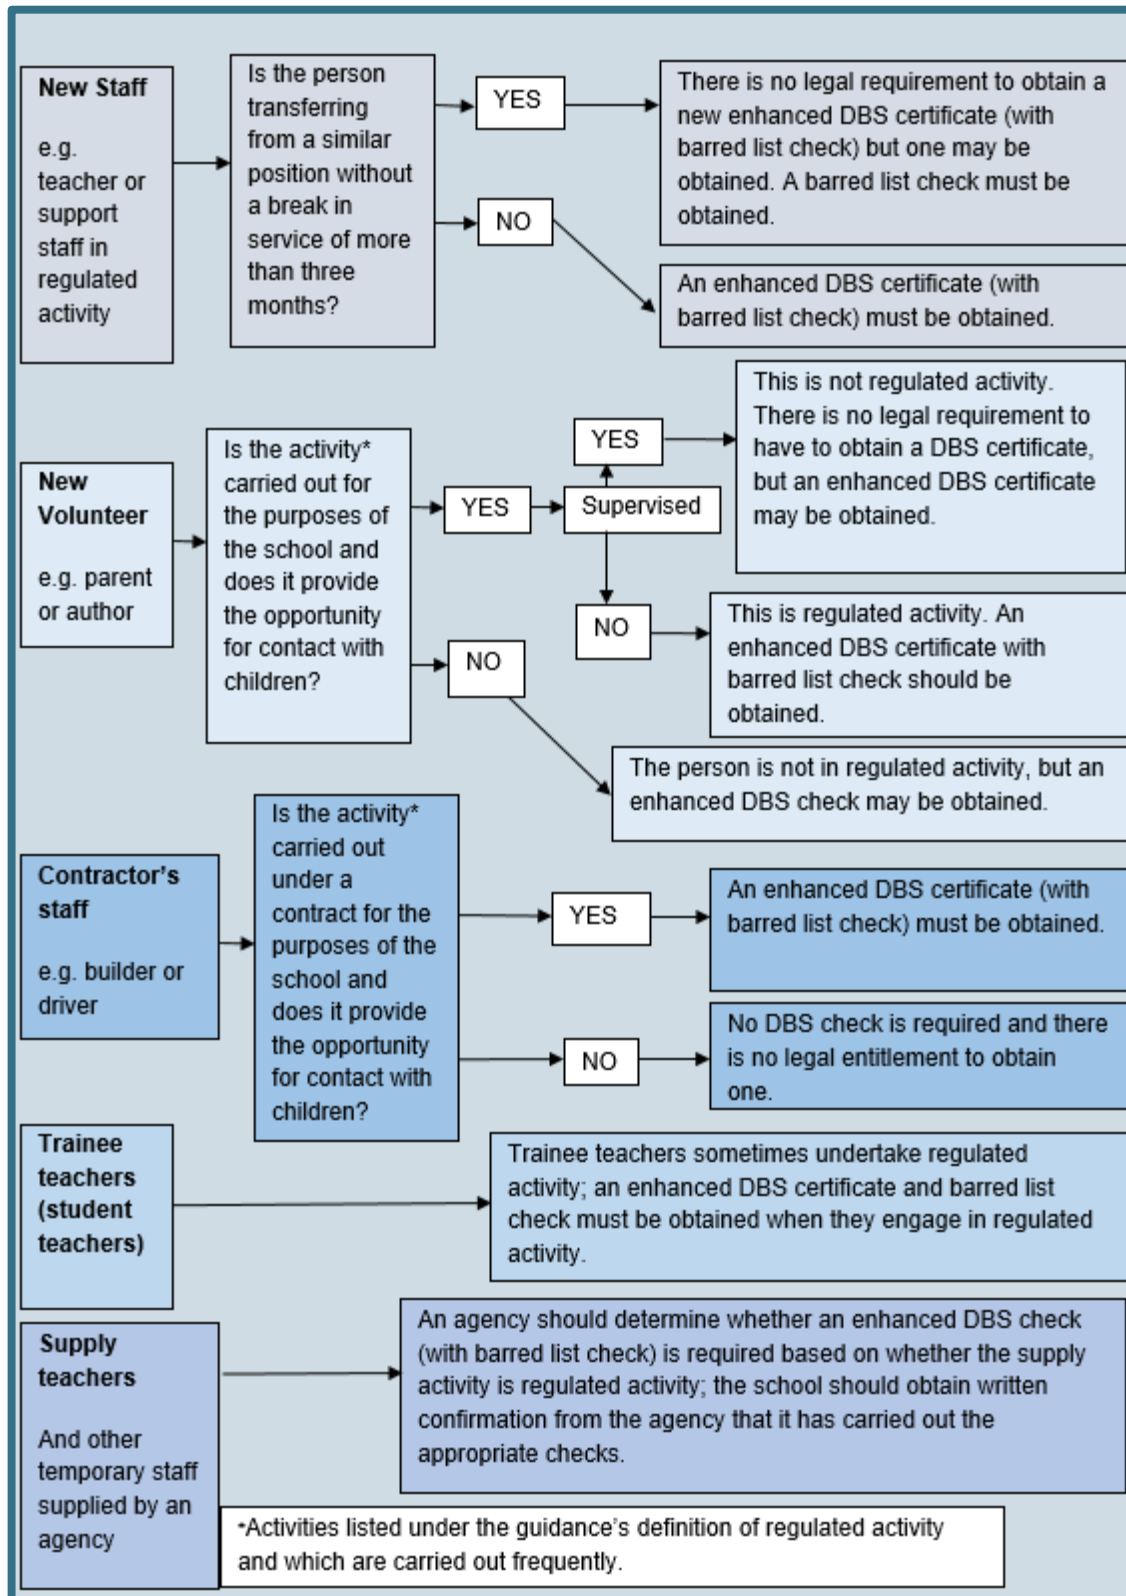 New Staff
e.g.
teacher or
support
staff in
regulated
activity
Is the person
transferring
from a similar
position without
a break in
service of more
than three
months?
YES
There is no legal requirement to obtain a
new enhanced DBS certificate (with
barred list check) but one may be
obtained. A barred list check must be
obtained.
NO
An enhanced DBS certificate (with
barred list check) must be obtained.
New
Volunteer
e.g. parent
or author
Is the activity*
carried out for
the purposes of
the school and
does it provide
the opportunity
for contact with
children?
YES
Supervised
YES
This is not regulated activity.
There is no legal requirement to
have to obtain a DBS certificate,
but an enhanced DBS certificate
may be obtained.
NO
This is regulated activity. An
enhanced DBS certificate with
barred list check should be
obtained.
NO
The person is not in regulated activity, but an
enhanced DBS check may be obtained.
Contractor's
staff
e.g. builder or
driver
Is the activity*
carried out
under a
contract for the
purposes of the
school and
does it provide
the opportunity
for contact with
children?
YES
An enhanced DBS certificate (with
barred list check) must be obtained.
NO
No DBS check is required and there
is no legal entitlement to obtain
one.
Trainee
teachers
(student
teachers)
Trainee teachers sometimes undertake regulated
activity; an enhanced DBS certificate and barred list
check must be obtained when they engage in regulated
activity.
Supply
teachers
And other
temporary staff
supplied by an
agency
An agency should determine whether an enhanced DBS check
(with barred list check) is required based on whether the supply
activity is regulated activity; the school should obtain written
confirmation from the agency that it has carried out the
appropriate checks.
*Activities listed under the guidance's definition of regulated activity
and which are carried out frequently.